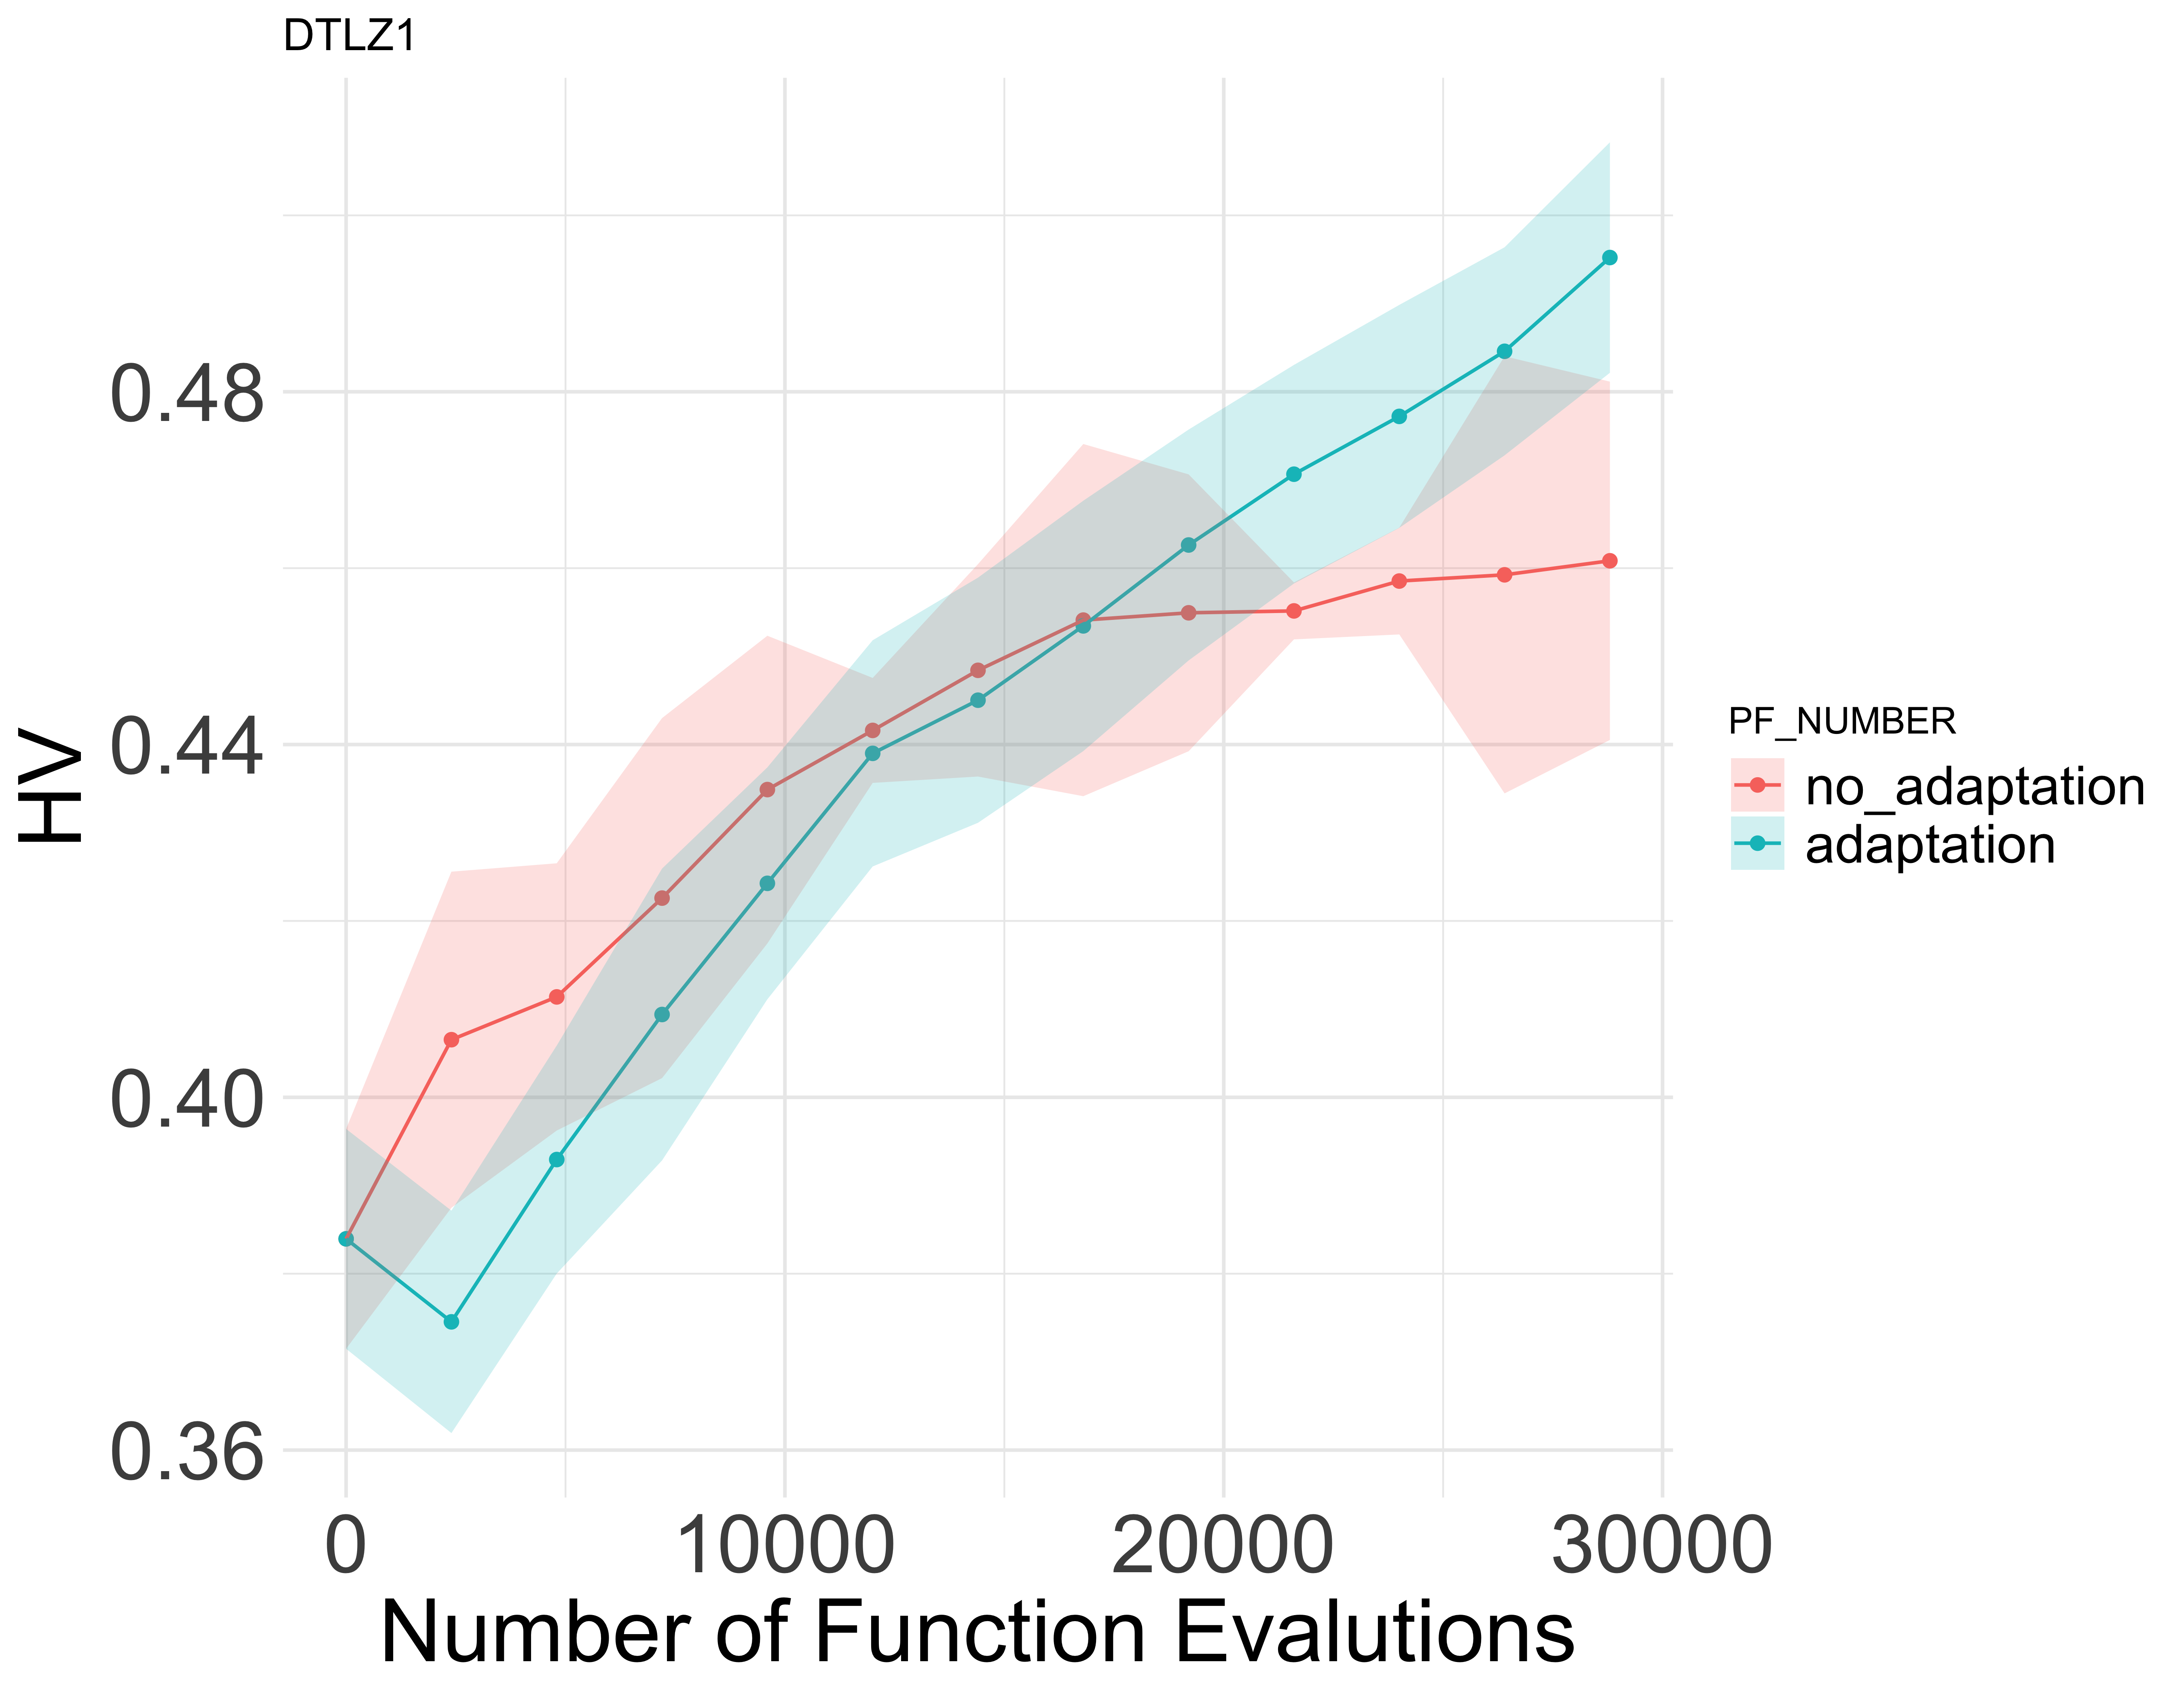 DTLZ1
HV
0.48
0.44
0.40
0.36
0 10000 20000 30000
Number of Function Evalutions
PF_NUMBER
no_adaptation
adaptation